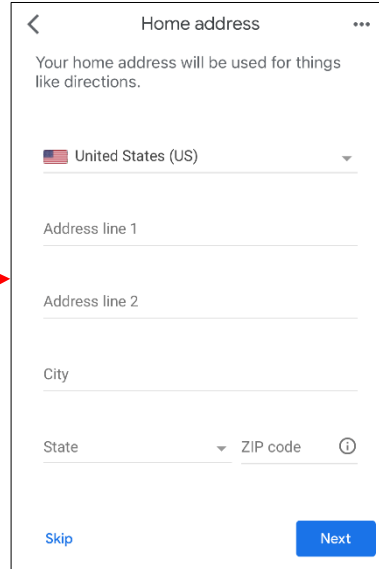 Home address
Your home address will be used for things
like directions.
United States (US)
Address line 1
Address line 2
City
State ZIP code
Skip Next